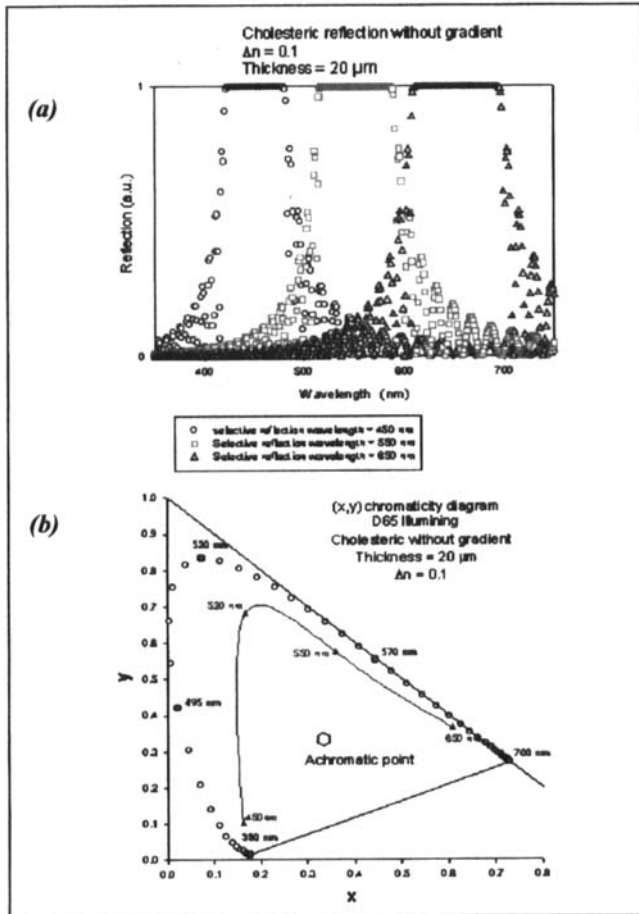 Cholesteric reflection without gradient
Δn = 0.1
Thickness = 20 µm
(a)
1
Reflection (a.u.)
0
400
500
600
700
Wavelength (nm)
selective reflection wavelength = 450 nm
Selective reflection wavelength = 550 nm
Selective reflection wavelength = 650 nm
(b)
(x,y) chromaticity diagram
D65 Illumining
Cholesteric without gradient
Thickness = 20 µm
Δn = 0.1
1.0
0.9
0.8
0.7
0.6
0.5
0.4
0.3
0.2
0.1
0.0
y
530 nm
520 nm
550 nm
570 nm
495 nm
650 nm
700 nm
Achromatic point
450 nm
380 nm
0.0
0.1
0.2
0.3
0.4
0.5
0.6
0.7
0.8
x